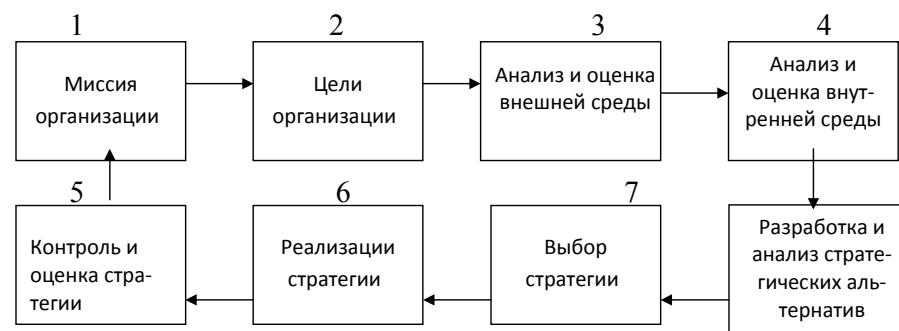 1
2
3
4
Миссия
организации
Цели
организации
Анализ и оценка
внешней среды
Анализ и
оценка внут-
ренней среды
5
6
7
Контроль и
оценка стра-
тегии
Реализации
стратегии
Выбор
стратегии
Разработка и
анализ страте-
гических аль-
тернатив